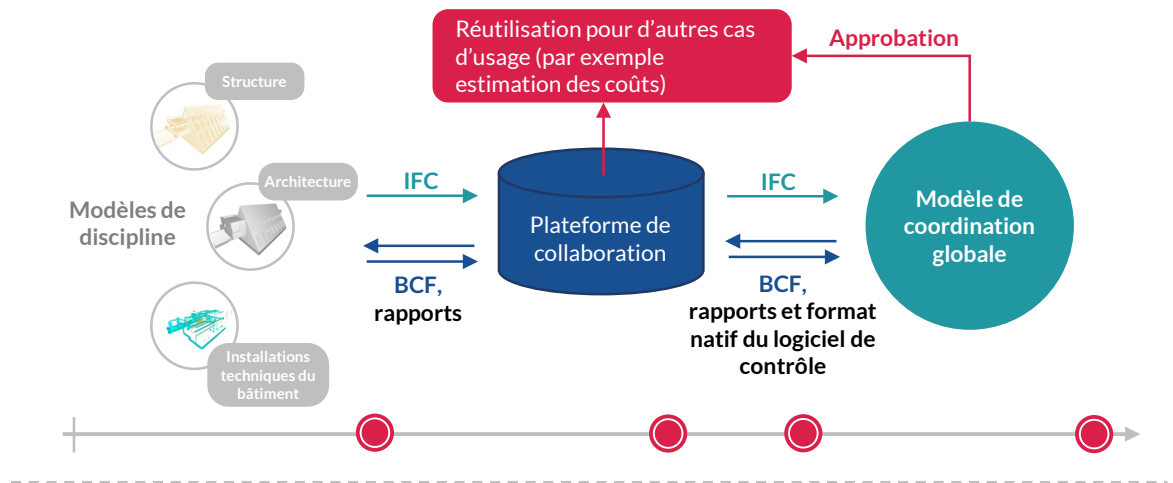 Réutilisation pour d’autres cas
d’usage (par exemple
estimation des coûts)
Approbation
Structure
Architecture
Modèles de
discipline
Installations
techniques du
bâtiment
IFC
BCF,
rapports
Plateforme de
collaboration
IFC
BCF,
rapports et format
natif du logiciel de
contrôle
Modèle de
coordination
globale